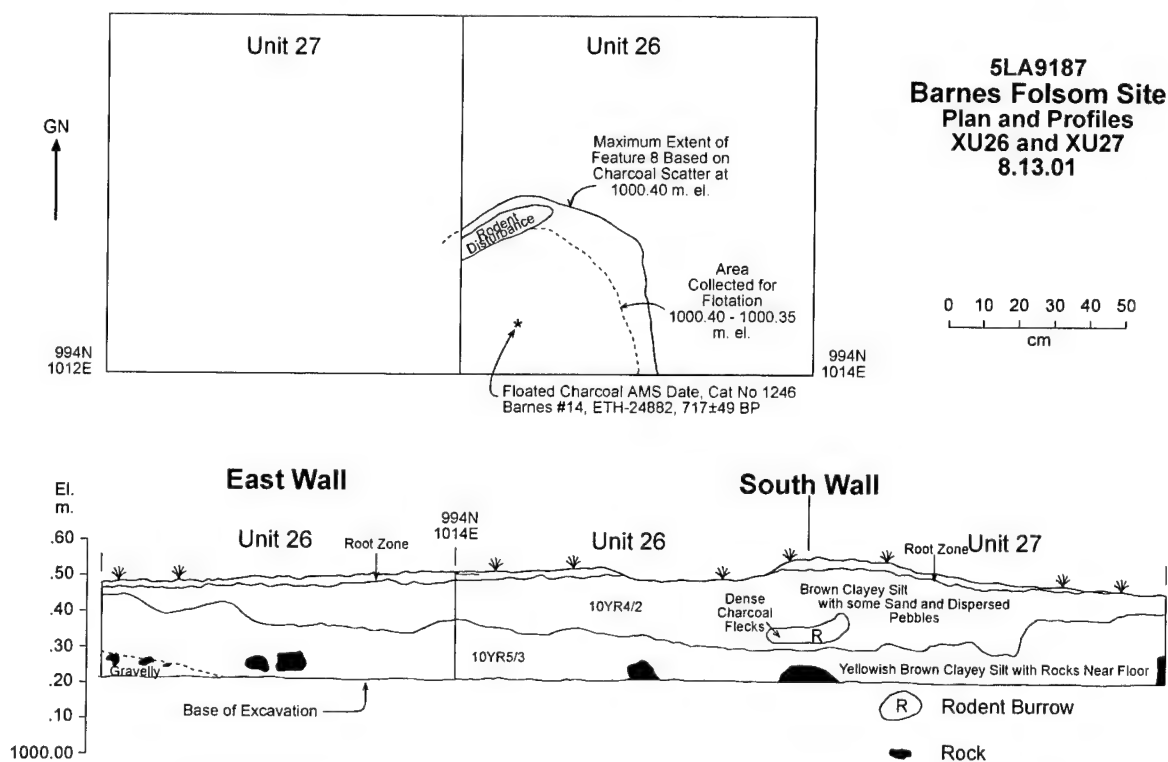 Unit 27
Unit 26
5LA9187
Barnes Folsom Site
Plan and Profiles
XU26 and XU27
8.13.01
GN
Maximum Extent of
Feature 8 Based on
Charcoal Scatter at
1000.40 m. el.
Rodent
Disturbance
Area
Collected for
Flotation
1000.40 - 1000.35
m. el.
0 10 20 30 40 50
cm
994N
1012E
994N
1014E
Floated Charcoal AMS Date, Cat No 1246
Barnes #14, ETH-24882, 717±49 BP
East Wall
South Wall
El.
m.
994N
1014E
.60
Unit 26
Root Zone
Unit 26
Root Zone
Unit 27
.50
Brown Clayey Silt
with some Sand and Dispersed
Pebbles
.40
10YR4/2
Dense
Charcoal
Flecks
R
.30
Gravelly
10YR5/3
Yellowish Brown Clayey Silt with Rocks Near Floor
.20
Base of Excavation
R Rodent Burrow
.10
1000.00
Rock